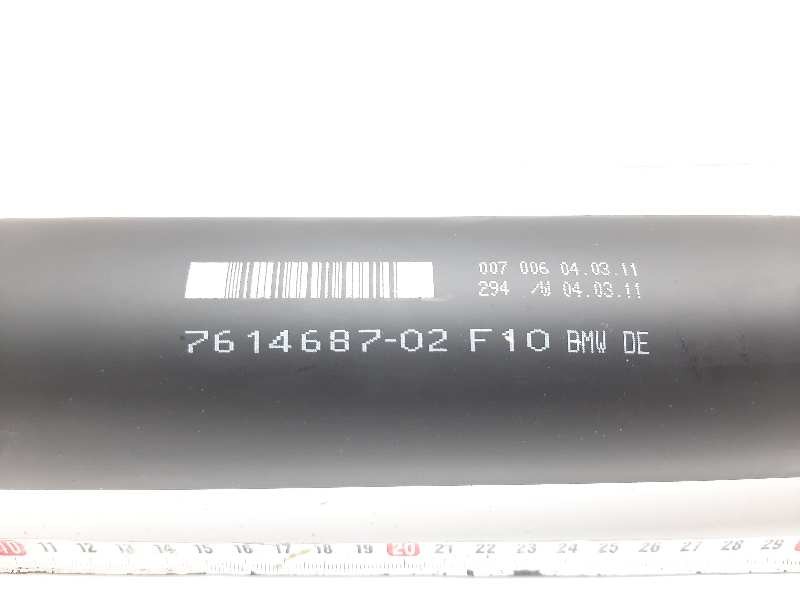 007 006 04.03.11
294 /W 04.03.11
7614687-02 F10 BMW DE
10 11 12 13 14 15 16 17 18 19 20 21 22 23 24 25 26 27 28 29